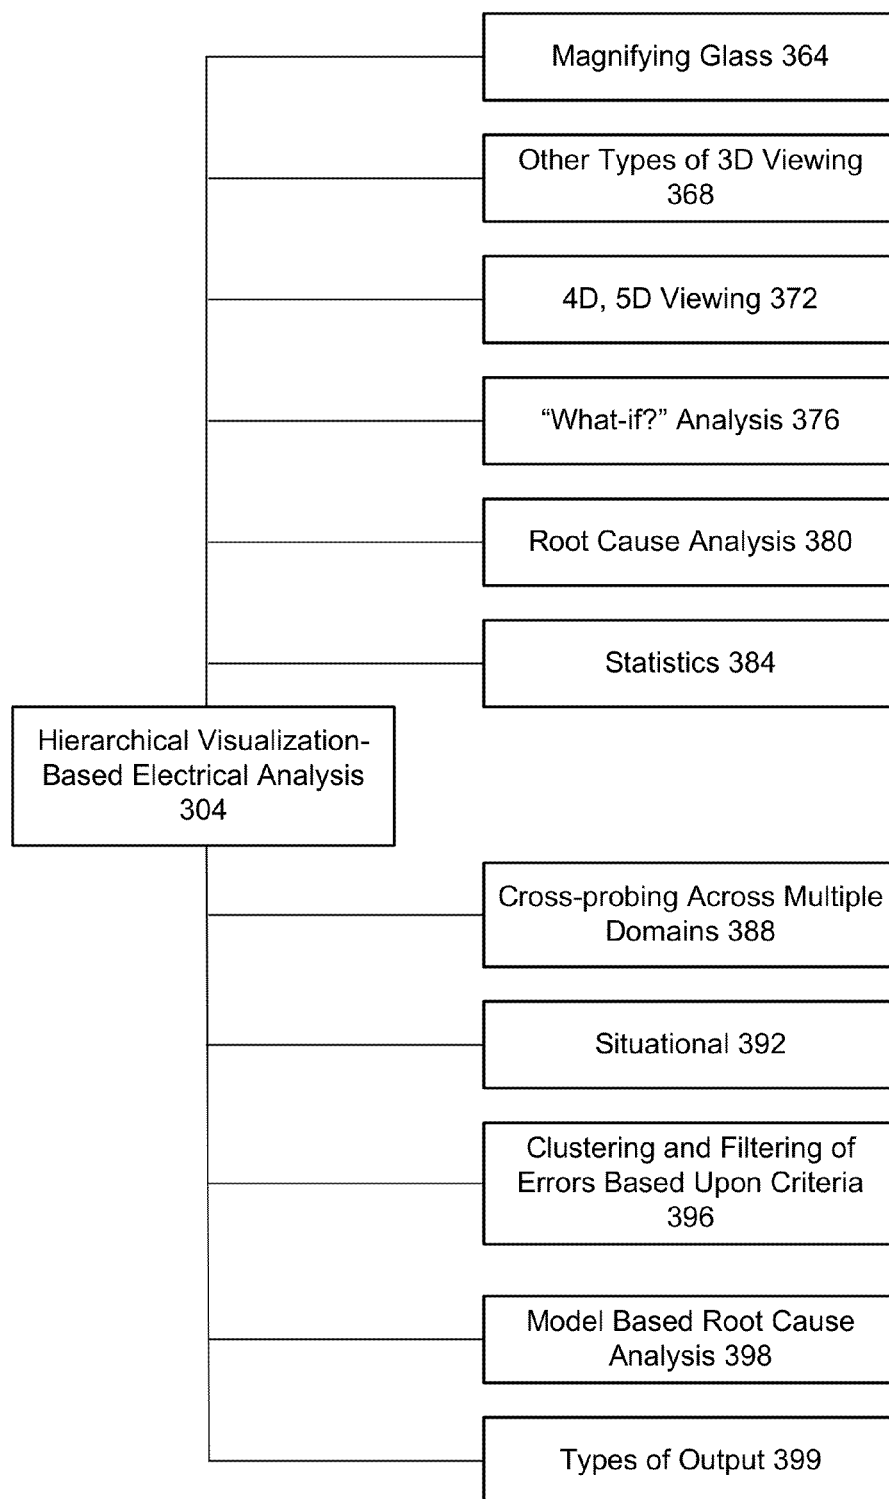 Magnifying Glass 364
Other Types of 3D Viewing
368
4D, 5D Viewing 372
“What-if?” Analysis 376
Root Cause Analysis 380
Statistics 384
Hierarchical Visualization-
Based Electrical Analysis
304
Cross-probing Across Multiple
Domains 388
Situational 392
Clustering and Filtering of
Errors Based Upon Criteria
396
Model Based Root Cause
Analysis 398
Types of Output 399